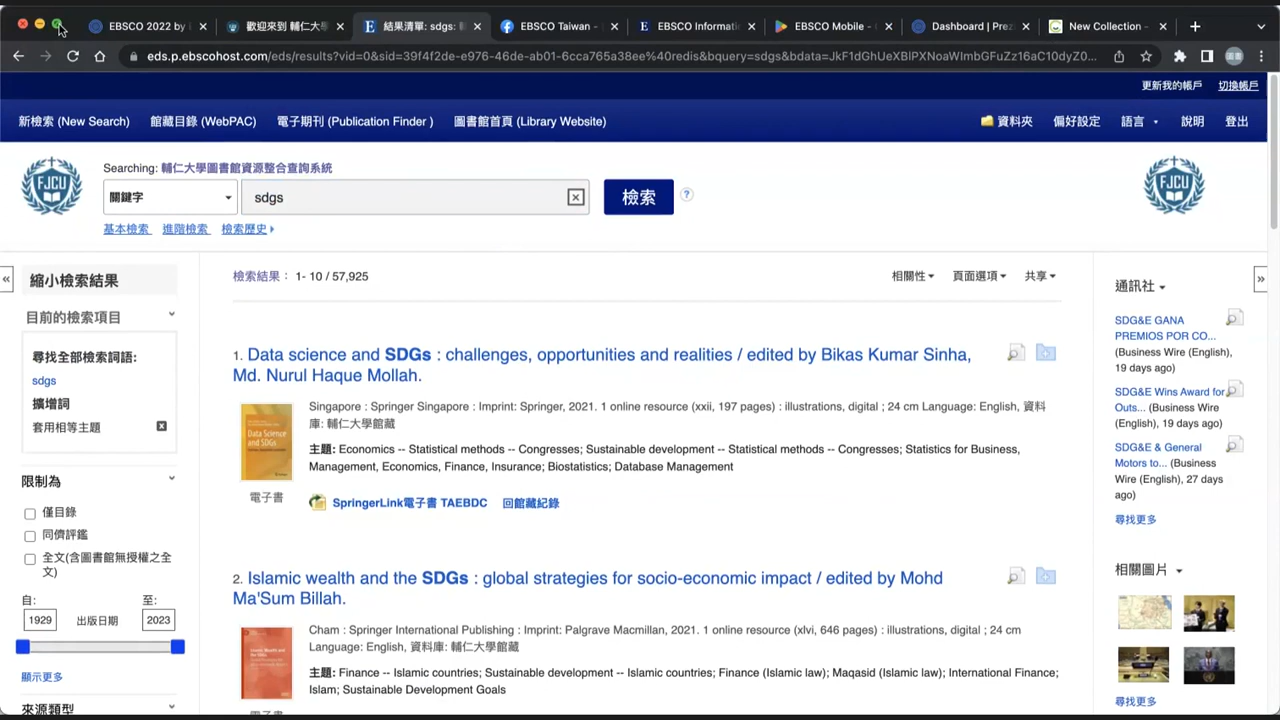 EBSCO 2022 by
歡迎來到 輔仁大
結果清單: sdgs:
EBSCO Taiwan -
EBSCO Informati
EBSCO Mobile -
Dashboard | Prez
New Collection -
eds.p.ebscohost.com/eds/results?vid=0&sid=39f4f2de-e976-46de-ab01-6cca765a38ee%40redis&bquery=sdgs&bdata=JkF1dGhUeXBlPXNoaWImbGFuZz16aC10dyZ0...
更新我的帳戶 切換帳戶
新檢索 (New Search) 館藏目錄 (WebPAC) 電子期刊 (Publication Finder ) 圖書館首頁 (Library Website)
資料夾 偏好設定 語言 說明 登出
FJCU
Searching: 輔仁大學圖書館資源整合查詢系統
關鍵字 sdgs 檢索 ?
基本檢索 進階檢索 檢索歷史
FJCU
縮小檢索結果
目前的檢索項目
尋找全部檢索詞語:
sdgs
擴增詞
套用相等主題
限制為
僅目錄
同儕評鑑
全文(含圖書館無授權之全
文)
自: 至:
1929 出版日期 2023
顯示更多
來源類型
檢索結果: 1- 10 / 57,925
相關性 頁面選項 共享
1. Data science and SDGs : challenges, opportunities and realities / edited by Bikas Kumar Sinha,
Md. Nurul Haque Mollah.
Singapore : Springer Singapore : Imprint: Springer, 2021. 1 online resource (xxii, 197 pages) : illustrations, digital ; 24 cm Language: English, 資料
庫: 輔仁大學館藏
主題: Economics -- Statistical methods -- Congresses; Sustainable development -- Statistical methods -- Congresses; Statistics for Business,
Management, Economics, Finance, Insurance; Biostatistics; Database Management
Data Science
and SDGs
電子書
SpringerLink電子書 TAEBDC 回館藏紀錄
2. Islamic wealth and the SDGs : global strategies for socio-economic impact / edited by Mohd
Ma'Sum Billah.
Cham : Springer International Publishing : Imprint: Palgrave Macmillan, 2021. 1 online resource (xlvi, 646 pages) : illustrations, digital ; 24 cm
Language: English, 資料庫: 輔仁大學館藏
主題: Finance -- Islamic countries; Sustainable development -- Islamic countries; Finance (Islamic law); Maqasid (Islamic law); International Finance;
Islam; Sustainable Development Goals
電子書
通訊社
SDG&E GANA
PREMIOS POR CO...
(Business Wire (English),
19 days ago)
SDG&E Wins Award for
Outs... (Business Wire
(English), 19 days ago)
SDG&E & General
Motors to... (Business
Wire (English), 27 days
ago)
尋找更多
相關圖片
尋找更多